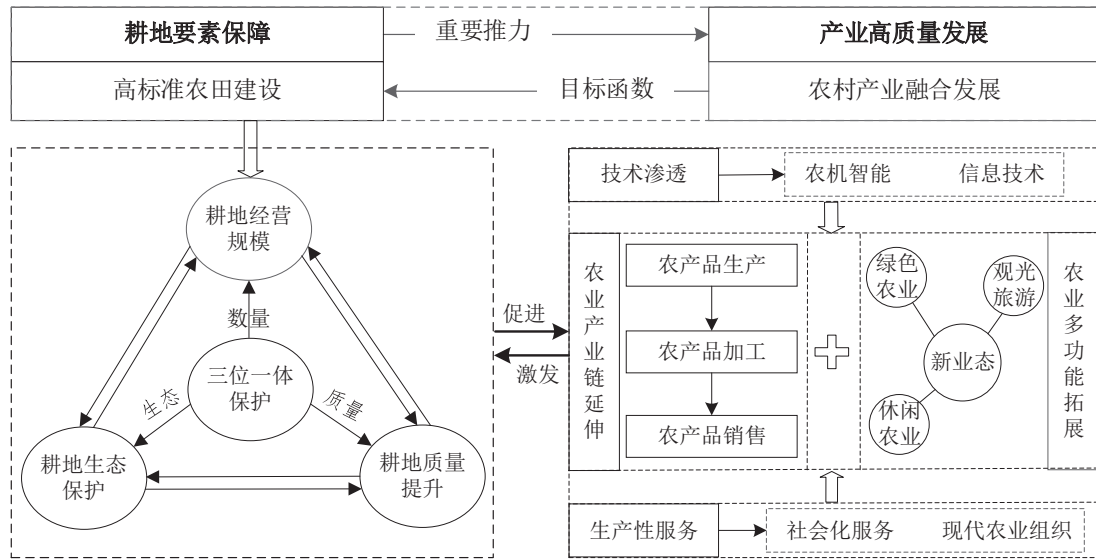 耕地要素保障
重要推力
产业高质量发展
高标准农田建设
目标函数
农村产业融合发展
耕地经营
规模
数量
三位一体
保护
生态
质量
耕地生态
保护
耕地质量
提升
促进
激发
技术渗透
农机智能
信息技术
农业产业链延伸
农产品生产
农产品加工
农产品销售
绿色
农业
观光
旅游
新业态
休闲
农业
农业多功能拓展
生产性服务
社会化服务
现代农业组织